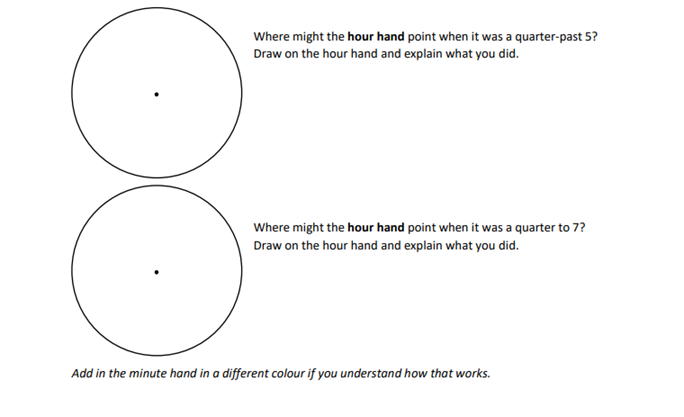 Where might the hour hand point when it was a quarter-past 5?
Draw on the hour hand and explain what you did.
Where might the hour hand point when it was a quarter to 7?
Draw on the hour hand and explain what you did.
Add in the minute hand in a different colour if you understand how that works.